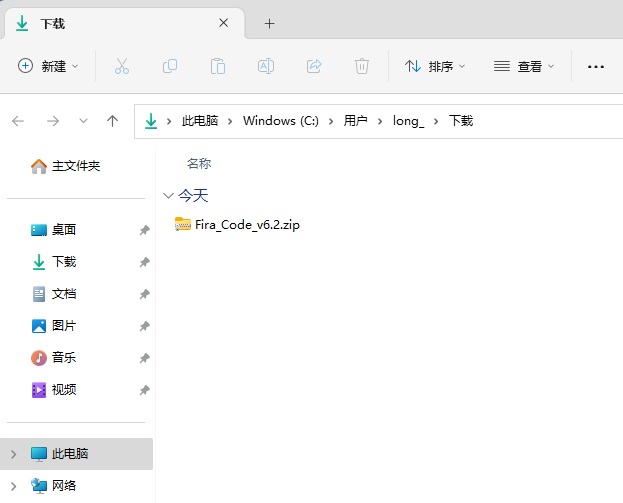 下载
新建 排序 查看
此电脑 Windows (C:) 用户 long_ 下载
主文件夹
名称
今天
Fira_Code_v6.2.zip
桌面
下载
文档
图片
音乐
视频
此电脑
网络